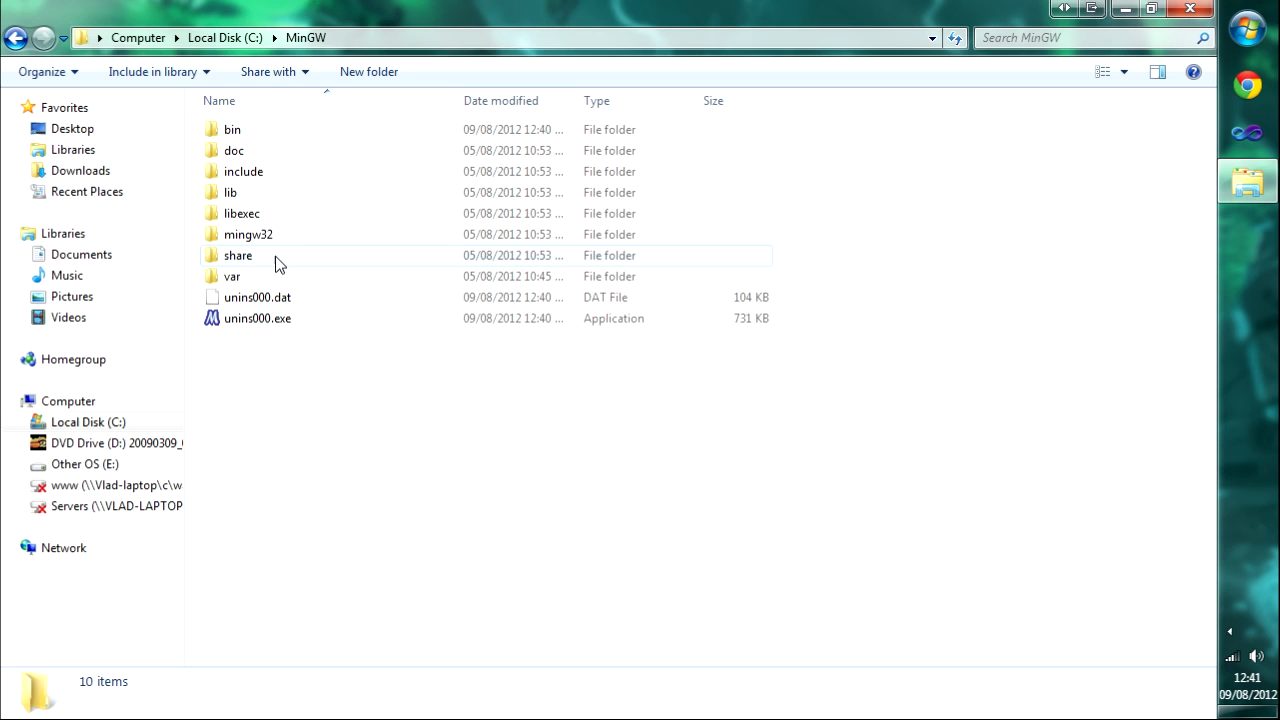 Computer Local Disk (C:) MinGW Search MinGW
Organize Include in library Share with New folder
Favorites
Desktop
Libraries
Downloads
Recent Places
Libraries
Documents
Music
Pictures
Videos
Homegroup
Computer
Local Disk (C:)
DVD Drive (D:) 20090309_
Other OS (E:)
www (\\Vlad-laptop\c\w
Servers (\\VLAD-LAPTOP
Network
Name Date modified Type Size
bin 09/08/2012 12:40 ... File folder
doc 05/08/2012 10:53 ... File folder
include 05/08/2012 10:53 ... File folder
lib 05/08/2012 10:53 ... File folder
libexec 05/08/2012 10:53 ... File folder
mingw32 05/08/2012 10:53 ... File folder
share 05/08/2012 10:53 ... File folder
var 05/08/2012 10:45 ... File folder
unins000.dat 09/08/2012 12:40 ... DAT File 104 KB
unins000.exe 09/08/2012 12:40 ... Application 731 KB
10 items
12:41
09/08/2012